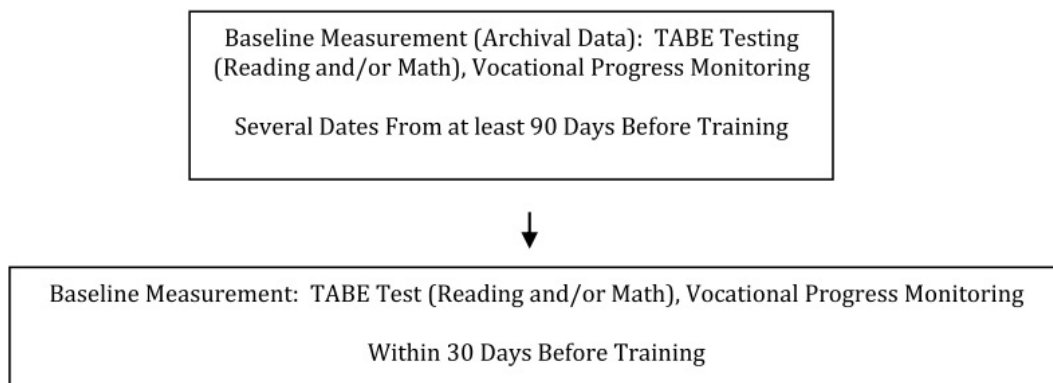 Baseline Measurement (Archival Data): TABE Testing
(Reading and/or Math), Vocational Progress Monitoring
Several Dates From at least 90 Days Before Training
Baseline Measurement: TABE Test (Reading and/or Math), Vocational Progress Monitoring
Within 30 Days Before Training